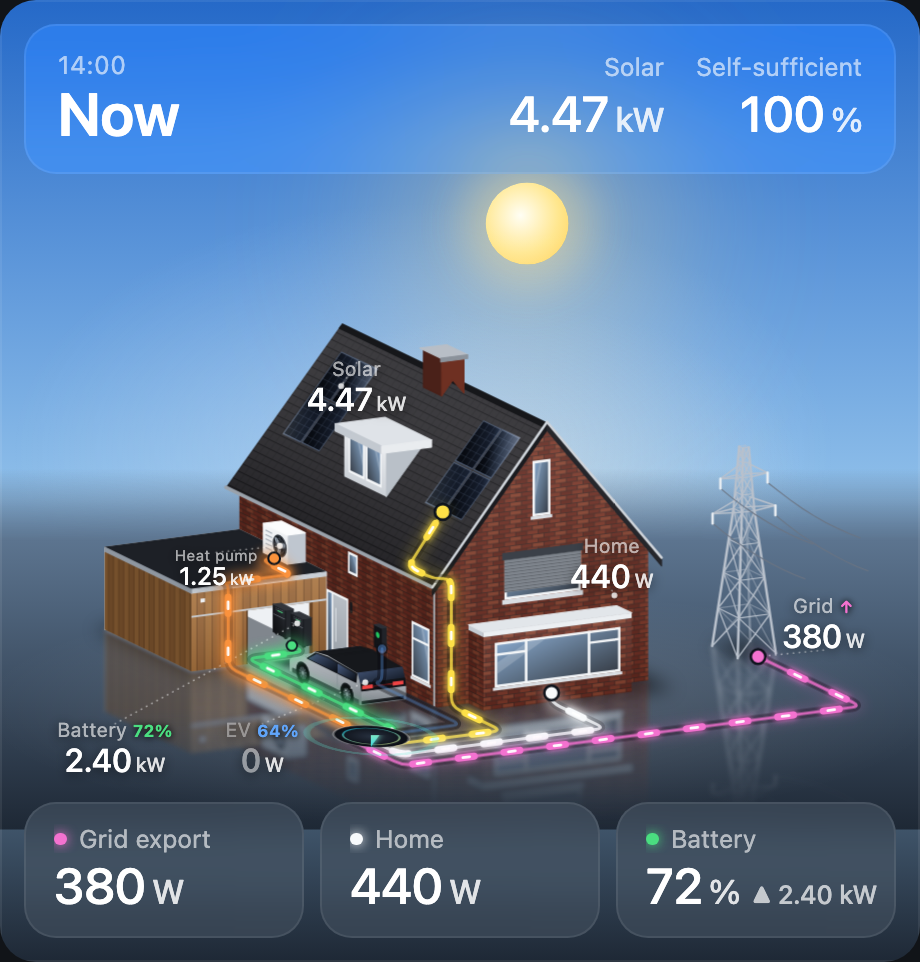 14:00
Now
Solar
4.47 kW
Self-sufficient
100 %
Solar
4.47 kW
Heat pump
1.25 kW
Home
440 W
Grid ↑
380 W
Battery 72%
2.40 kW
EV 64%
0 W
Grid export
380 W
Home
440 W
Battery
72 % ▲ 2.40 kW